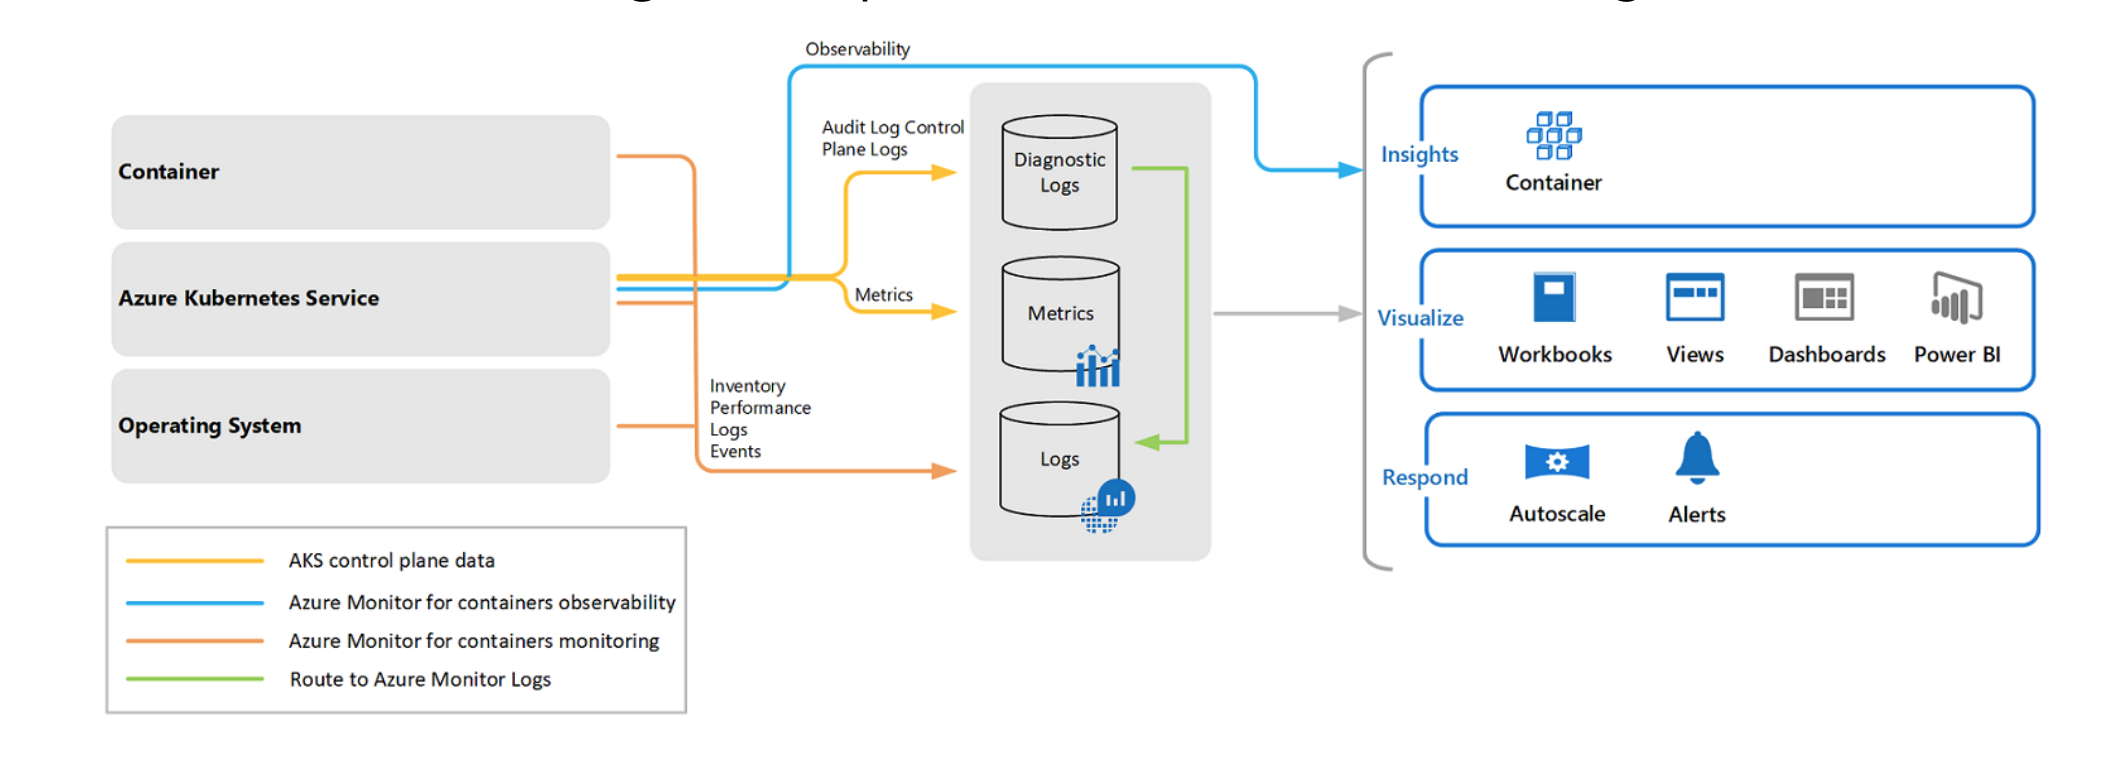 Observability
Audit Log Control
Plane Logs
Container
Azure Kubernetes Service
Operating System
Metrics
Inventory
Performance
Logs
Events
Diagnostic
Logs
Metrics
Logs
Insights
Container
Visualize
Workbooks
Views
Dashboards
Power BI
Respond
Autoscale
Alerts
AKS control plane data
Azure Monitor for containers observability
Azure Monitor for containers monitoring
Route to Azure Monitor Logs